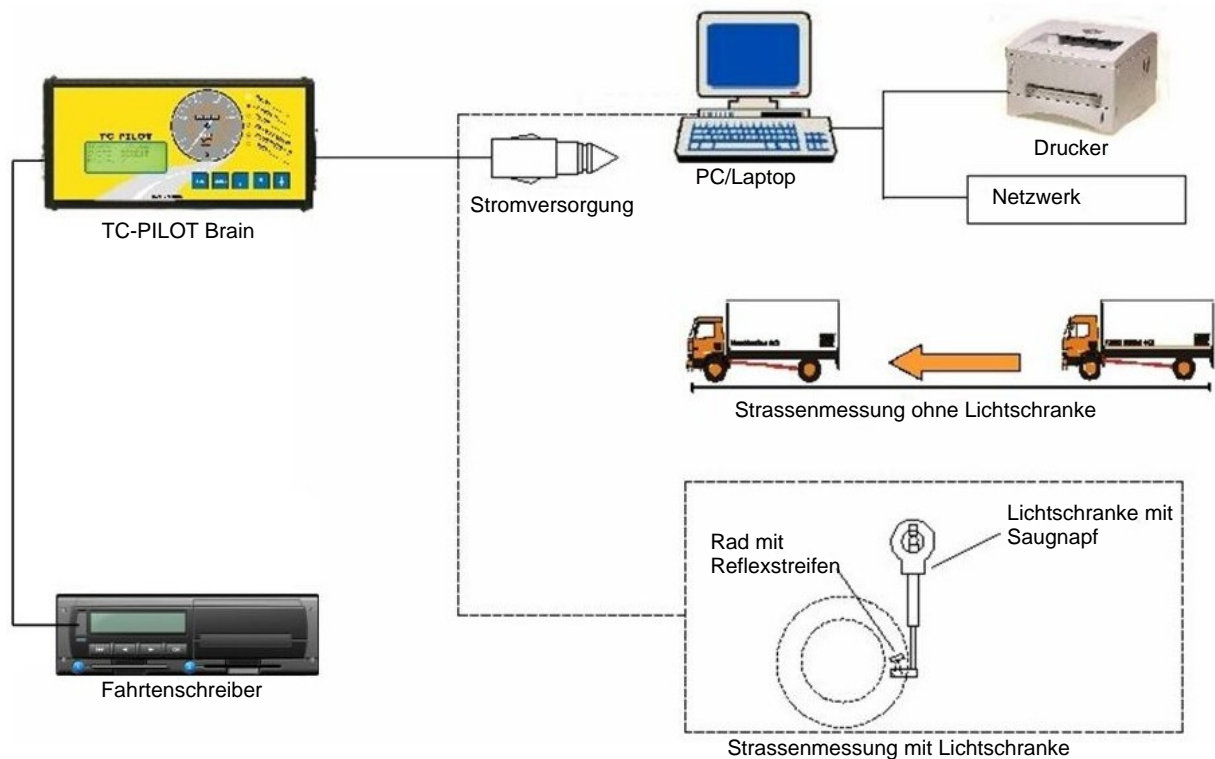 TC PILOT
TC-PILOT Brain
Stromversorgung
PC/Laptop
Drucker
Netzwerk
Strassenmessung ohne Lichtschranke
Lichtschranke mit
Saugnapf
Rad mit
Reflexstreifen
Fahrtenschreiber
Strassenmessung mit Lichtschranke